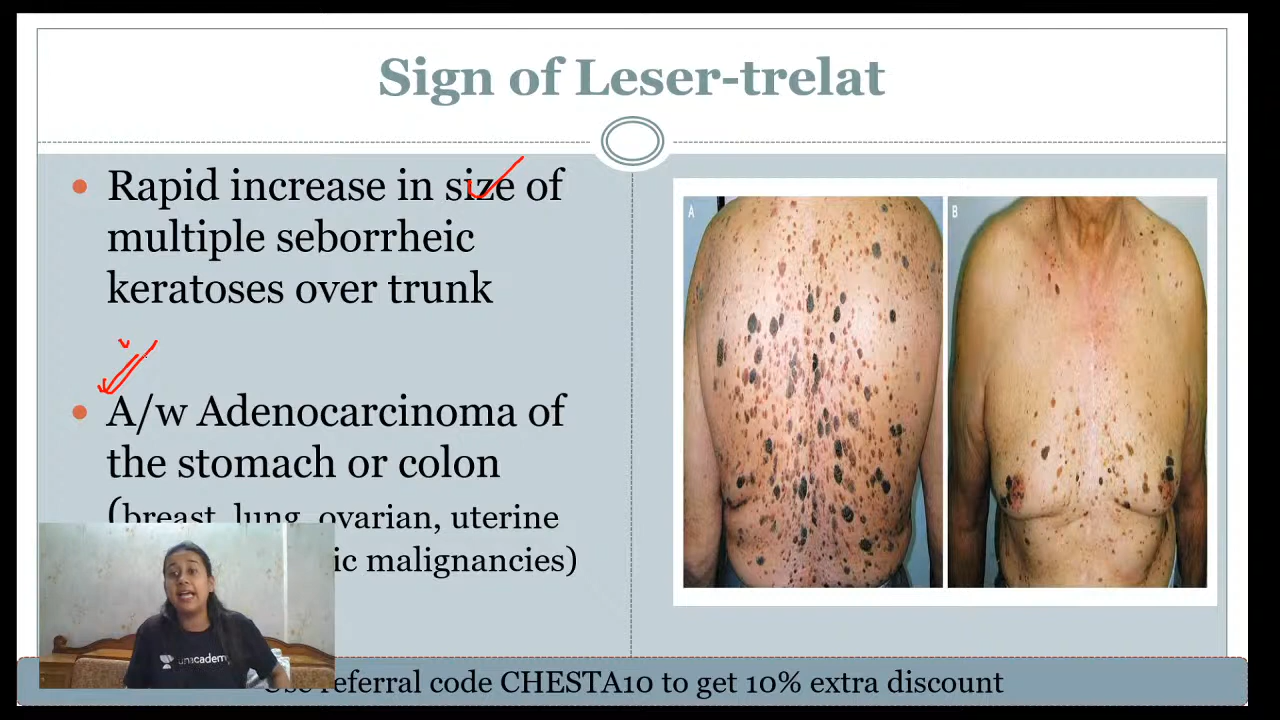 Sign of Leser-trelat
• Rapid increase in size of
multiple seborrheic
keratoses over trunk
• A/w Adenocarcinoma of
the stomach or colon
(breast, lung, ovarian, uterine
ic malignancies)
A
B
unacademy
referral code CHESTA10 to get 10% extra discount